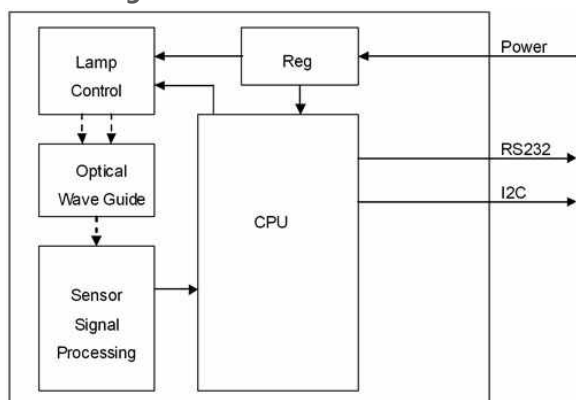 Lamp
Control
Reg
Power
Optical
Wave Guide
RS232
I2C
CPU
Sensor
Signal
Processing